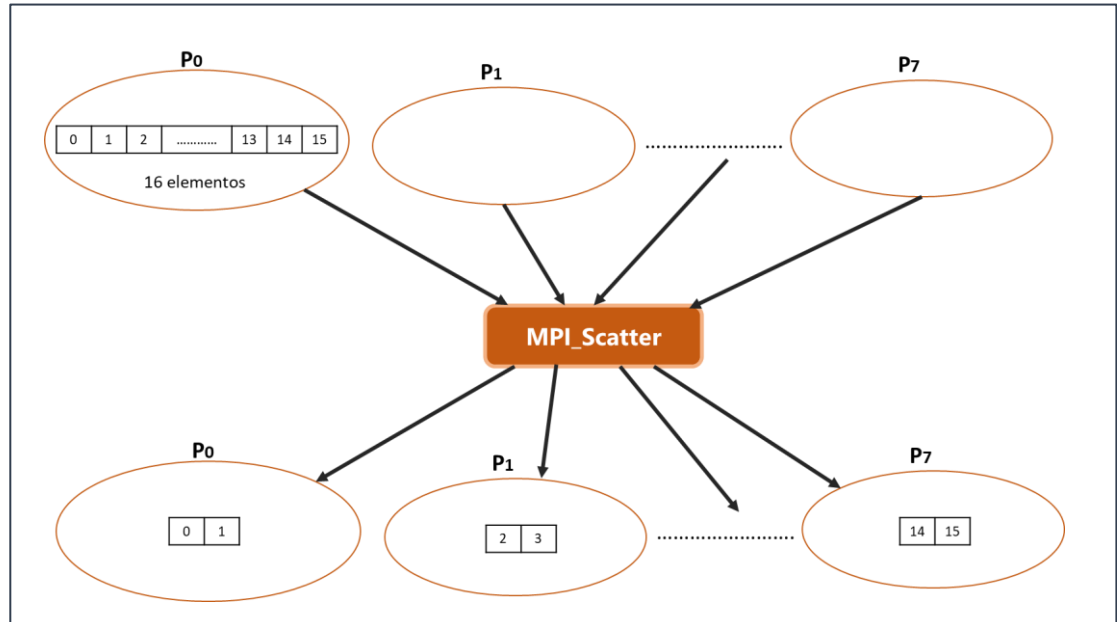 P0 P1 P7
0 1 2 ............ 13 14 15
16 elementos
MPI_Scatter
P0 P1 P7
0 1 2 3 14 15